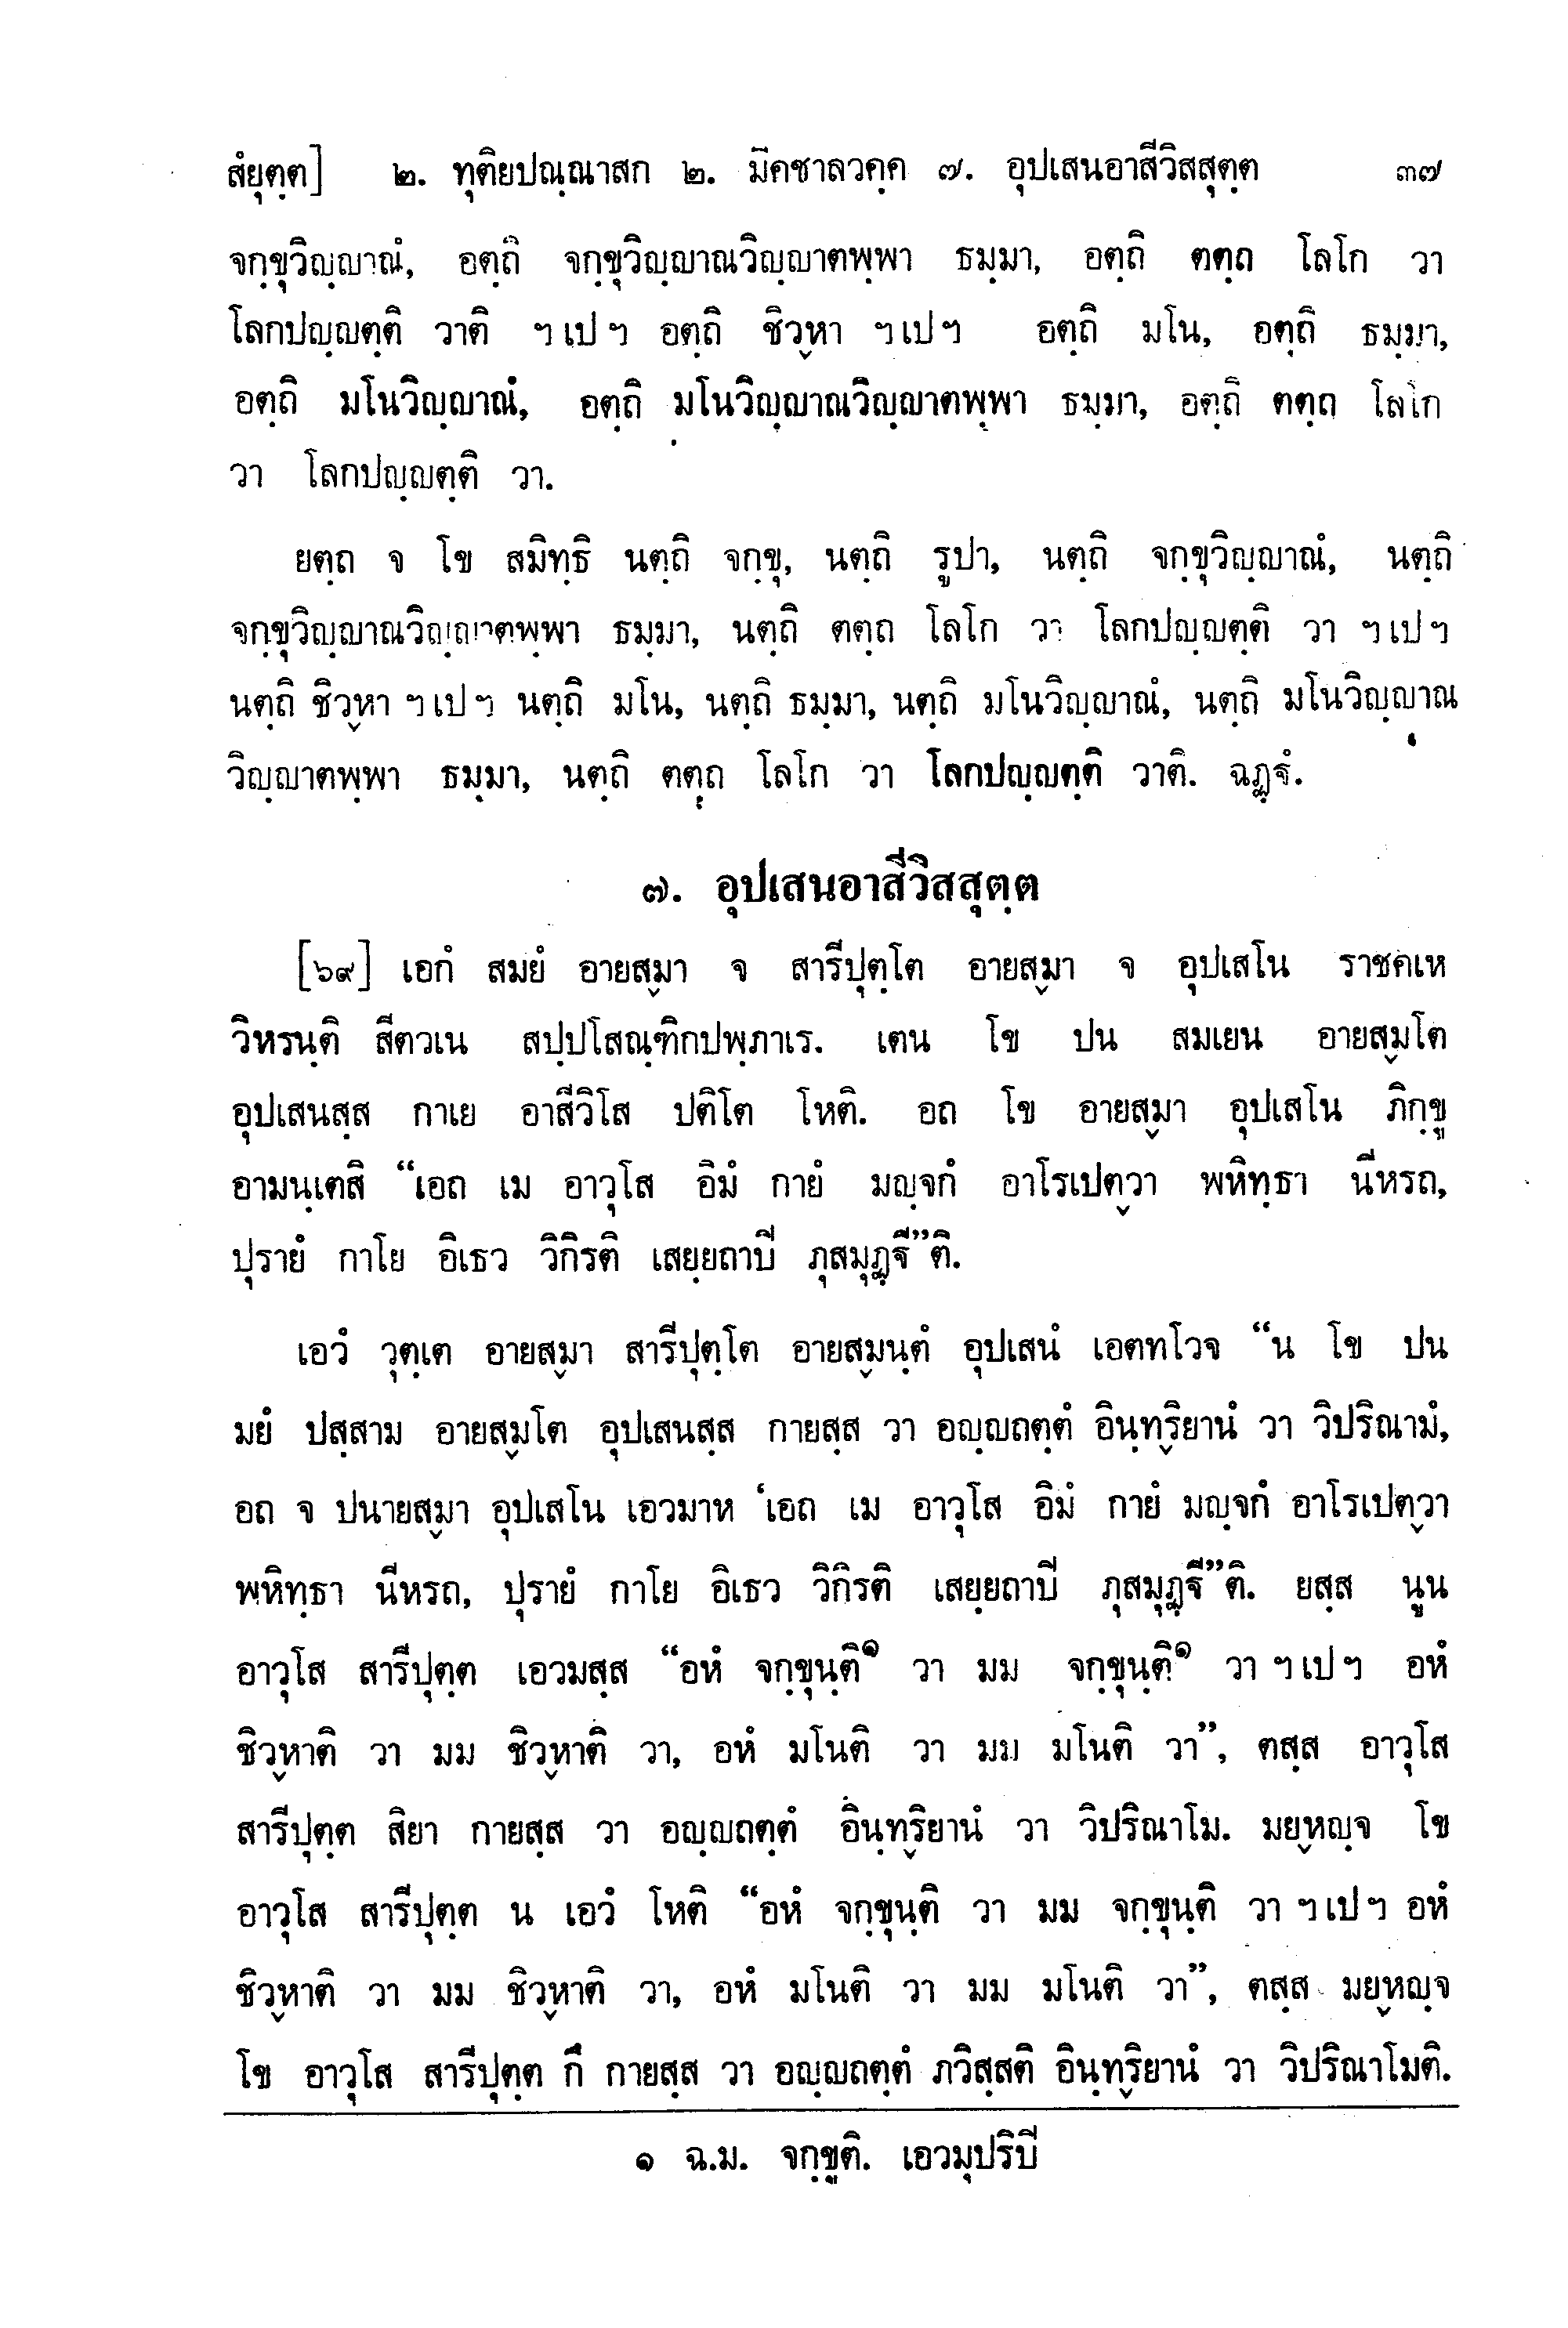 สํยุตฺต] ๒. ทุติยปณฺณาสก ๒. มิคชาลวคฺค ๗. อุปเสนอาสีวิสสุตฺต ๓๗
จกฺขุวิญฺญาณํ, อตฺถิ จกฺขุวิญฺญาณวิญฺญาตพฺพา ธมฺมา, อตฺถิ ตตฺถ โลโก วา
โลกปญฺญตฺติ วาติ ฯ เป ฯ อตฺถิ ชิวฺหา ฯ เป ฯ อตฺถิ มโน, อตฺถิ ธมฺมา,
อตฺถิ มโนวิญฺญาณํ, อตฺถิ มโนวิญฺญาณวิญฺญาตพฺพา ธมฺมา, อตฺถิ ตตฺถ โลโก
วา โลกปญฺญตฺติ วา.
ยตฺถ จ โข สมิทฺธิ นตฺถิ จกฺขุ, นตฺถิ รูปา, นตฺถิ จกฺขุวิญฺญาณํ, นตฺถิ
จกฺขุวิญฺญาณวิญฺญาตพฺพา ธมฺมา, นตฺถิ ตตฺถ โลโก วา โลกปญฺญตฺติ วา ฯ เป ฯ
นตฺถิ ชิวฺหา ฯ เป ฯ นตฺถิ มโน, นตฺถิ ธมฺมา, นตฺถิ มโนวิญฺญาณํ, นตฺถิ มโนวิญฺญาณ
วิญฺญาตพฺพา ธมฺมา, นตฺถิ ตตฺถ โลโก วา โลกปญฺญตฺติ วาติ. ฉฏฺฐํ.
๗. อุปเสนอาสีวิสสุตฺต
[๖๙] เอกํ สมยํ อายสฺมา จ สารีปุตฺโต อายสฺมา จ อุปเสโน ราชคเห
วิหรนฺติ สีตวเน สปฺปโสณฺฑิกปพฺภาเร. เตน โข ปน สมเยน อายสฺมโต
อุปเสนสฺส กาเย อาสีวิโส ปติโต โหติ. อถ โข อายสฺมา อุปเสโน ภิกฺขู
อามนฺเตสิ “เอถ เม อาวุโส อิมํ กายํ มญฺจกํ อาโรเปตฺวา พหิทฺธา นีหรถ,
ปุรายํ กาโย อิเธว วิกิรติ เสยฺยถาปิ ภุสมุฏฺฐี”ติ.
เอวํ วุตฺเต อายสฺมา สารีปุตฺโต อายสฺมนฺตํ อุปเสนํ เอตทโวจ “น โข ปน
มยํ ปสฺสาม อายสฺมโต อุปเสนสฺส กายสฺส วา อญฺญถตฺตํ อินฺทฺริยานํ วา วิปริณามํ,
อถ จ ปนายสฺมา อุปเสโน เอวมาห ‘เอถ เม อาวุโส อิมํ กายํ มญฺจกํ อาโรเปตฺวา
พหิทฺธา นีหรถ, ปุรายํ กาโย อิเธว วิกิรติ เสยฺยถาปิ ภุสมุฏฺฐี”ติ. ยสฺส นูน
อาวุโส สารีปุตฺต เอวมสฺส “อหํ จกฺขุนฺติ๑ วา มม จกฺขุนฺติ๑ วา ฯ เป ฯ อหํ
ชิวฺหาติ วา มม ชิวฺหาติ วา, อหํ มโนติ วา มม มโนติ วา”, ตสฺส อาวุโส
สารีปุตฺต สิยา กายสฺส วา อญฺญถตฺตํ อินฺทฺริยานํ วา วิปริณาโม. มยฺหญฺจ โข
อาวุโส สารีปุตฺต น เอวํ โหติ “อหํ จกฺขุนฺติ วา มม จกฺขุนฺติ วา ฯ เป ฯ อหํ
ชิวฺหาติ วา มม ชิวฺหาติ วา, อหํ มโนติ วา มม มโนติ วา”, ตสฺส มยฺหญฺจ
โข อาวุโส สารีปุตฺต กึ กายสฺส วา อญฺญถตฺตํ ภวิสฺสติ อินฺทฺริยานํ วา วิปริณาโมติ.
๑ ฉ.ม. จกฺขูติ. เอวมุปริปิ